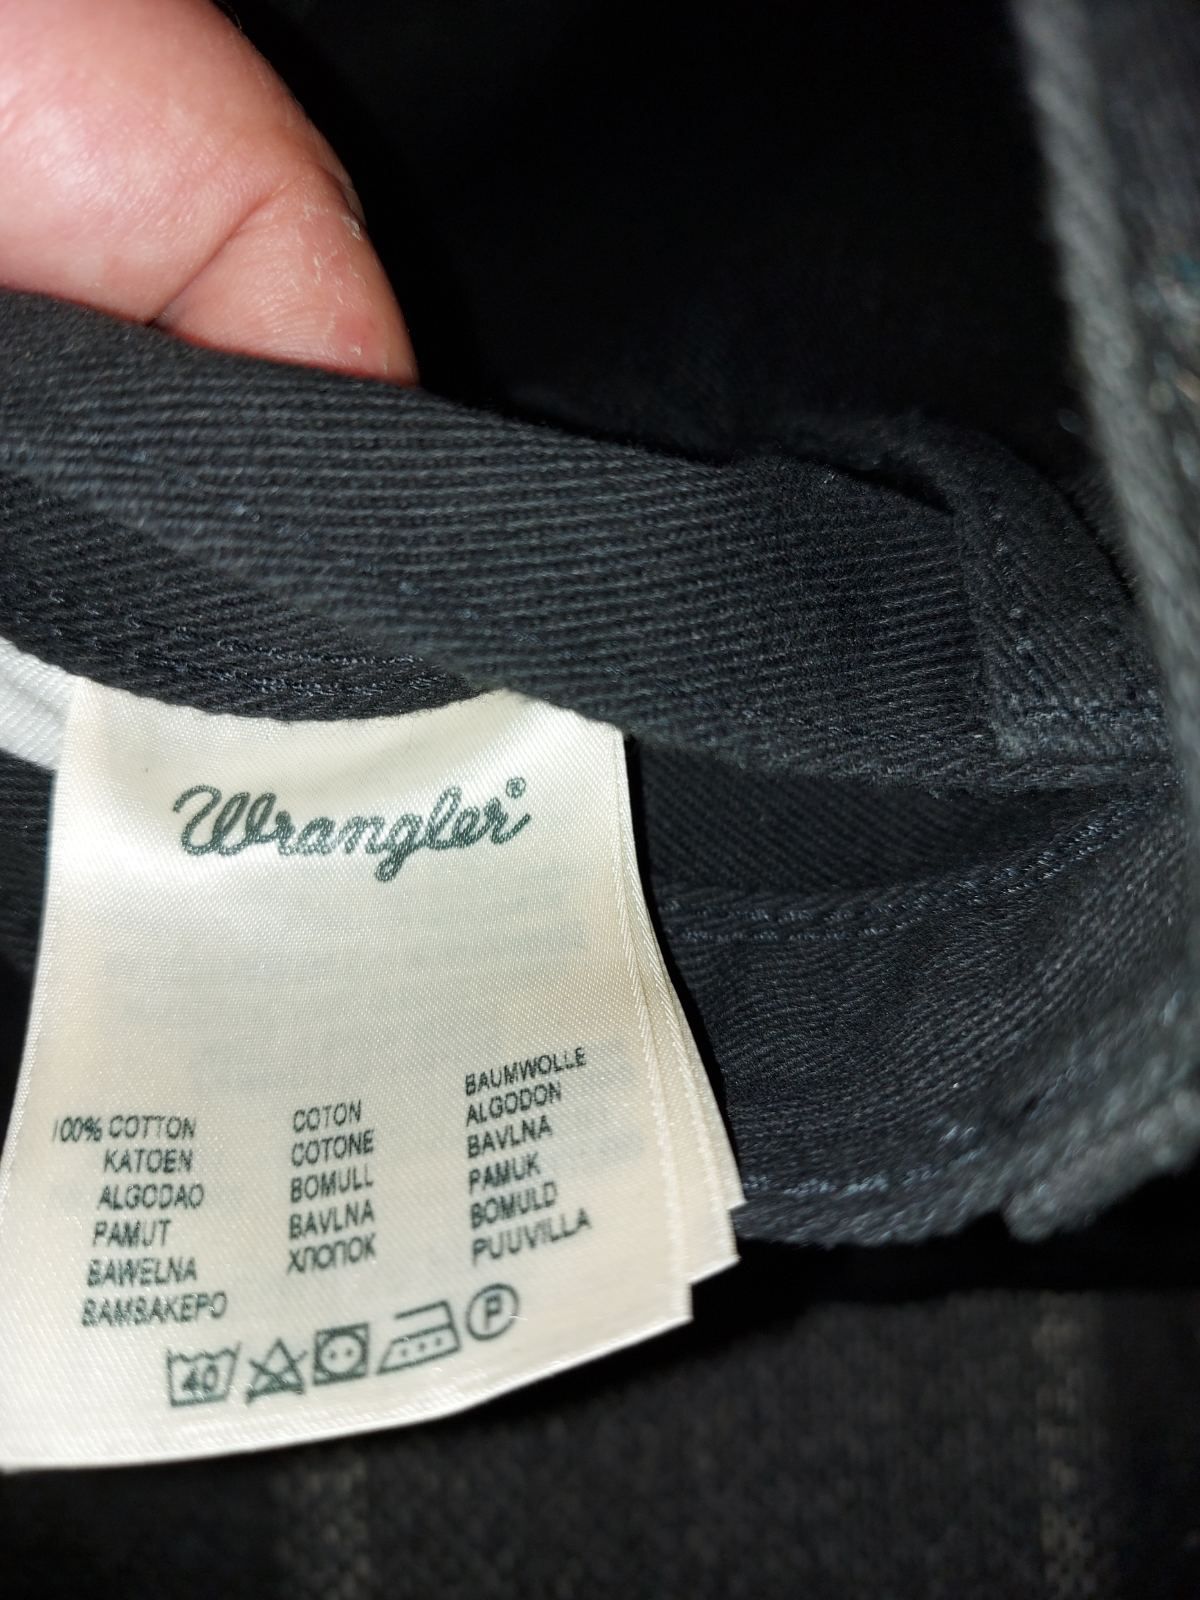 Wrangler®
100% COTTON COTON BAUMWOLLE
KATOEN COTONE ALGODON
ALGODAO BOMULL BAVLNA
PAMUT BAVLNA PAMUK
BAWELNA ХЛОПОК BOMULD
BAMBAKEPO PUUVILLA
40 P